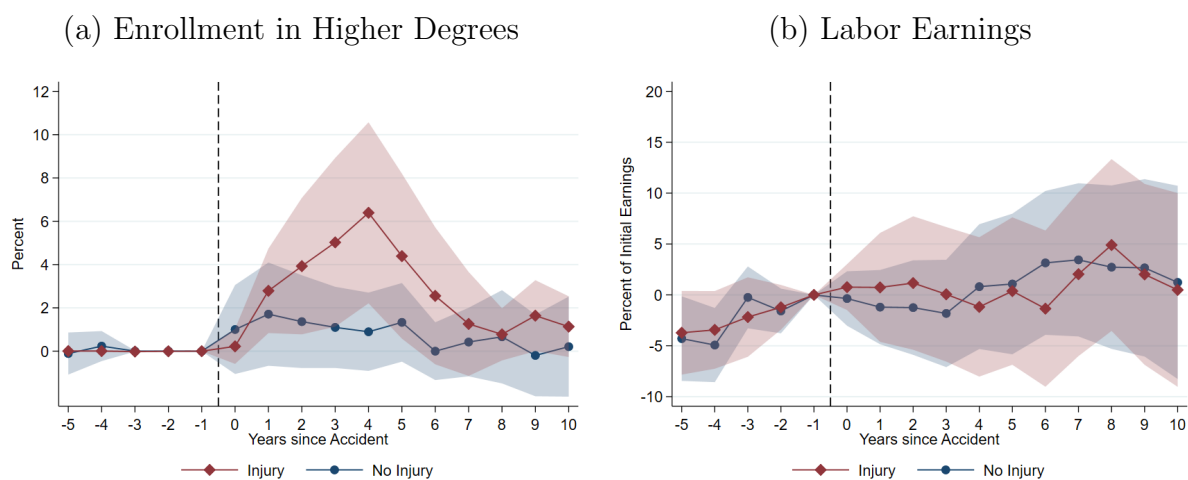 (a) Enrollment in Higher Degrees
12
10
8
6
4
2
0
Percent
-5 -4 -3 -2 -1 0 1 2 3 4 5 6 7 8 9 10
Years since Accident
Injury No Injury
(b) Labor Earnings
20
15
10
5
0
-5
-10
Percent of Initial Earnings
-5 -4 -3 -2 -1 0 1 2 3 4 5 6 7 8 9 10
Years since Accident
Injury No Injury